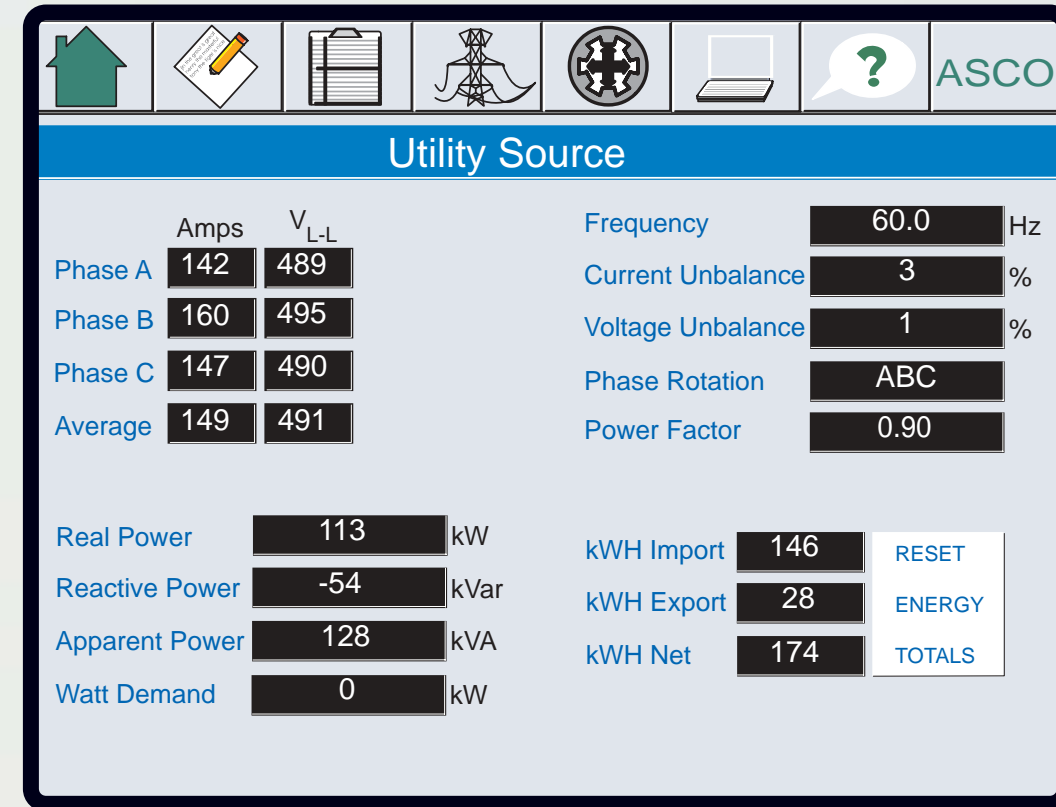 ASCO
Utility Source
Amps V L-L
Phase A 142 489
Phase B 160 495
Phase C 147 490
Average 149 491
Frequency 60.0 Hz
Current Unbalance 3 %
Voltage Unbalance 1 %
Phase Rotation ABC
Power Factor 0.90
Real Power 113 kW
Reactive Power -54 kVar
Apparent Power 128 kVA
Watt Demand 0 kW
kWH Import 146
kWH Export 28
kWH Net 174
RESET
ENERGY
TOTALS